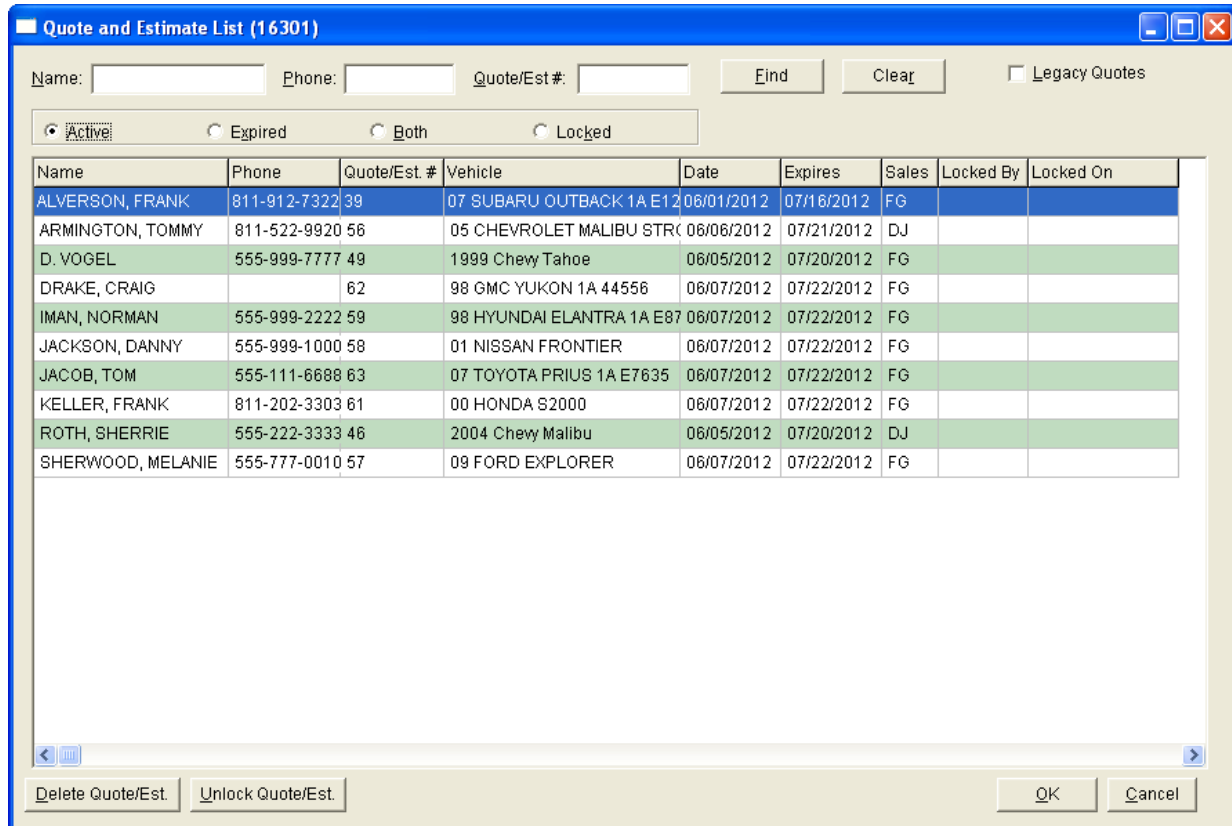 Quote and Estimate List (16301)
Name: Phone: Quote/Est #: Find Clear Legacy Quotes
Active Expired Both Locked
Name Phone Quote/Est. # Vehicle Date Expires Sales Locked By Locked On
ALVERSON, FRANK 811-912-7322 39 07 SUBARU OUTBACK 1A E12 06/01/2012 07/16/2012 FG
ARMINGTON, TOMMY 811-522-9920 56 05 CHEVROLET MALIBU STR 06/06/2012 07/21/2012 DJ
D. VOGEL 555-999-7777 49 1999 Chevy Tahoe 06/05/2012 07/20/2012 FG
DRAKE, CRAIG 62 98 GMC YUKON 1A 44556 06/07/2012 07/22/2012 FG
IMAN, NORMAN 555-999-2222 59 98 HYUNDAI ELANTRA 1A E87 06/07/2012 07/22/2012 FG
JACKSON, DANNY 555-999-1000 58 01 NISSAN FRONTIER 06/07/2012 07/22/2012 FG
JACOB, TOM 555-111-6688 63 07 TOYOTA PRIUS 1A E7635 06/07/2012 07/22/2012 FG
KELLER, FRANK 811-202-3303 61 00 HONDA S2000 06/07/2012 07/22/2012 FG
ROTH, SHERRIE 555-222-3333 46 2004 Chevy Malibu 06/05/2012 07/20/2012 DJ
SHERWOOD, MELANIE 555-777-0010 57 09 FORD EXPLORER 06/07/2012 07/22/2012 FG
Delete Quote/Est. Unlock Quote/Est. OK Cancel